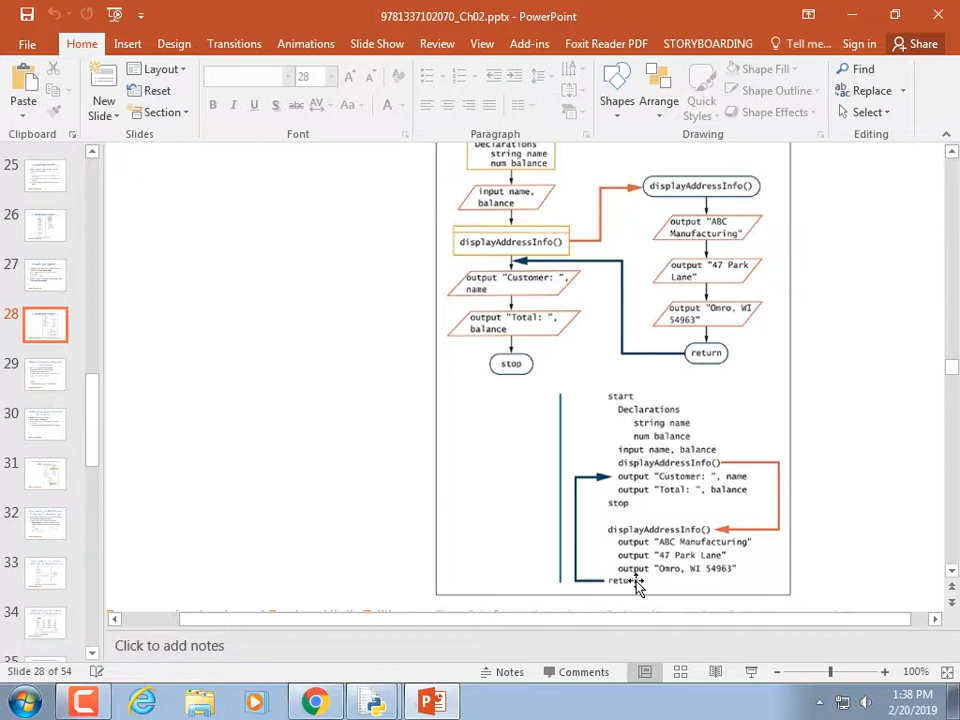 9781337102070_Ch02.pptx - PowerPoint
File Home Insert Design Transitions Animations Slide Show Review View Add-ins Foxit Reader PDF STORYBOARDING Tell me... Sign in Share
Paste
New
Slide
Layout
Reset
Section
28
B I U S abc AV Aa A
Shapes
Arrange
Quick
Styles
Shape Fill
Shape Outline
Shape Effects
Find
Replace
Select
Clipboard Slides Font Paragraph Drawing Editing
25
26
27
28
29
30
31
32
33
34
35
Declarations
string name
num balance
input name,
balance
displayAddressInfo()
output "Customer: ",
name
output "Total: ",
balance
stop
displayAddressInfo()
output "ABC
Manufacturing"
output "47 Park
Lane"
output "Omro, WI
54963"
return
start
Declarations
string name
num balance
input name, balance
displayAddressInfo()
output "Customer: ", name
output "Total: ", balance
stop
displayAddressInfo()
output "ABC Manufacturing"
output "47 Park Lane"
output "Omro, WI 54963"
return
Click to add notes
Slide 28 of 54
Notes
Comments
100%
1:38 PM
2/20/2019